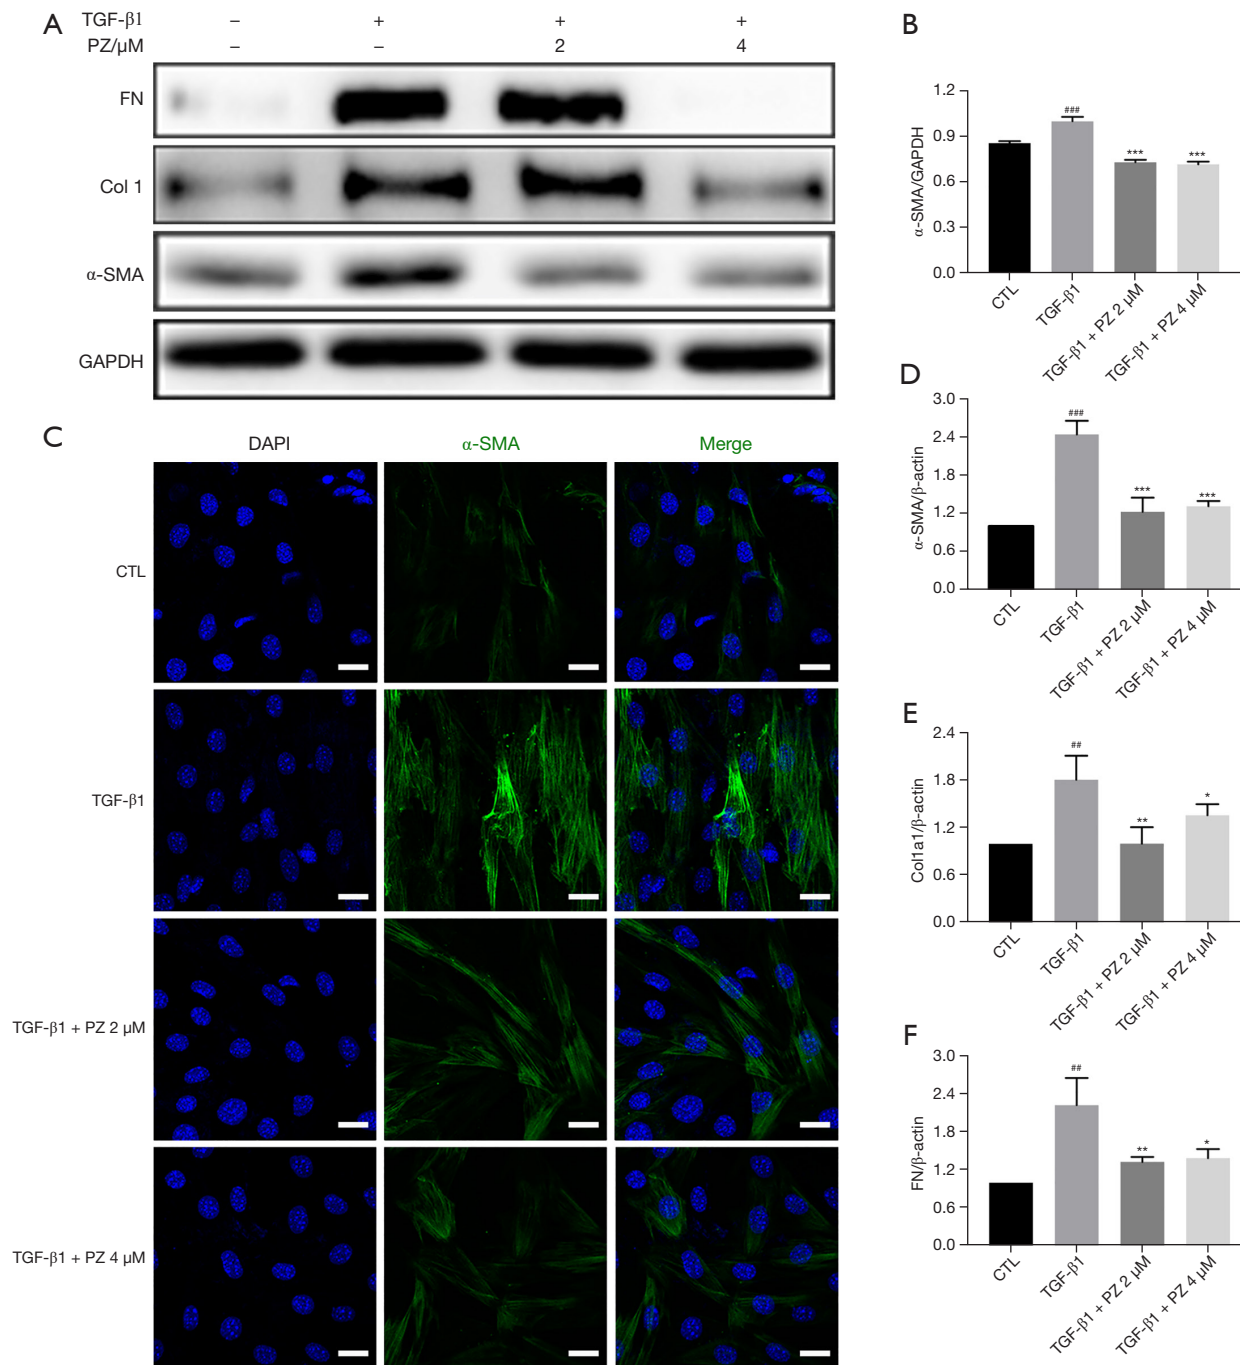 A
TGF-β1 – + + +
PZ/µM – – 2 4
FN
Col 1
α-SMA
GAPDH
B
1.2
0.9
0.6
0.3
0.0
α-SMA/GAPDH
###
***
***
CTL
TGF-β1
TGF-β1 + PZ 2 µM
TGF-β1 + PZ 4 µM
C
DAPI α-SMA Merge
CTL
TGF-β1
TGF-β1 + PZ 2 µM
TGF-β1 + PZ 4 µM
D
3.0
2.4
1.8
1.2
0.6
0.0
α-SMA/β-actin
###
***
***
CTL
TGF-β1
TGF-β1 + PZ 2 µM
TGF-β1 + PZ 4 µM
E
2.4
1.8
1.2
0.6
0.0
Col1a1/β-actin
##
**
*
CTL
TGF-β1
TGF-β1 + PZ 2 µM
TGF-β1 + PZ 4 µM
F
3.0
2.4
1.8
1.2
0.6
0.0
FN/β-actin
##
**
*
CTL
TGF-β1
TGF-β1 + PZ 2 µM
TGF-β1 + PZ 4 µM